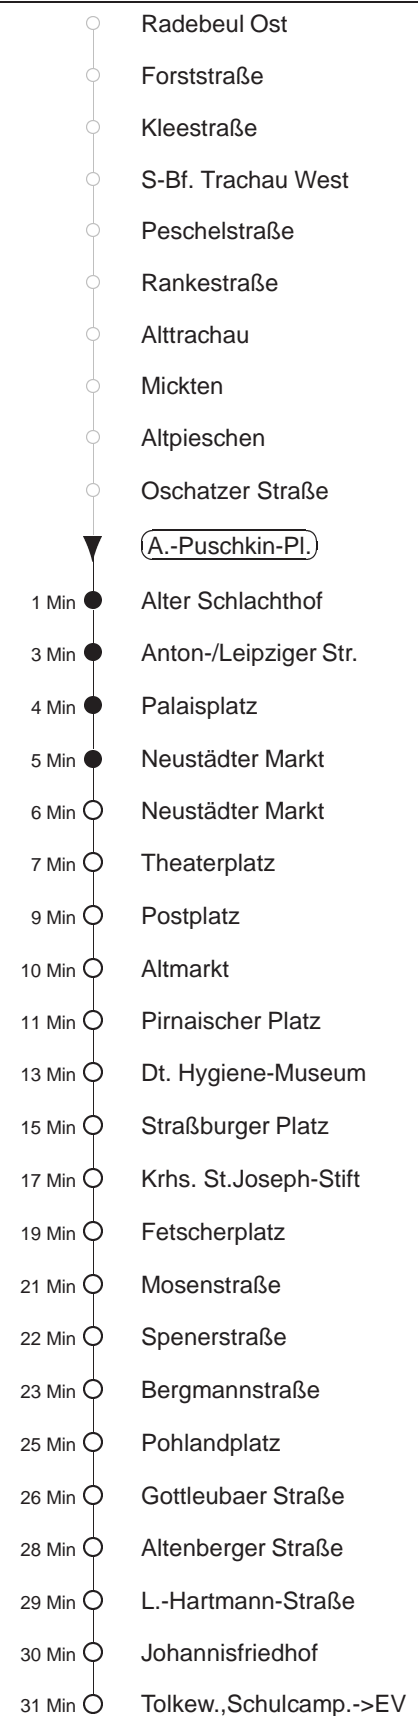 Radebeul Ost
Forststraße
Kleestraße
S-Bf. Trachau West
Peschelstraße
Rankestraße
Alttrachau
Mickten
Altpieschen
Oschatzer Straße
A.-Puschkin-Pl.
1 Min Alter Schlachthof
3 Min Anton-/Leipziger Str.
4 Min Palaisplatz
5 Min Neustädter Markt
6 Min Neustädter Markt
7 Min Theaterplatz
9 Min Postplatz
10 Min Altmarkt
11 Min Pirnaischer Platz
13 Min Dt. Hygiene-Museum
15 Min Straßburger Platz
17 Min Krhs. St.Joseph-Stift
19 Min Fetscherplatz
21 Min Mosenstraße
22 Min Spenerstraße
23 Min Bergmannstraße
25 Min Pohlandplatz
26 Min Gottleubaer Straße
28 Min Altenberger Straße
29 Min L.-Hartmann-Straße
30 Min Johannisfriedhof
31 Min Tolkew.,Schulcamp.->EV